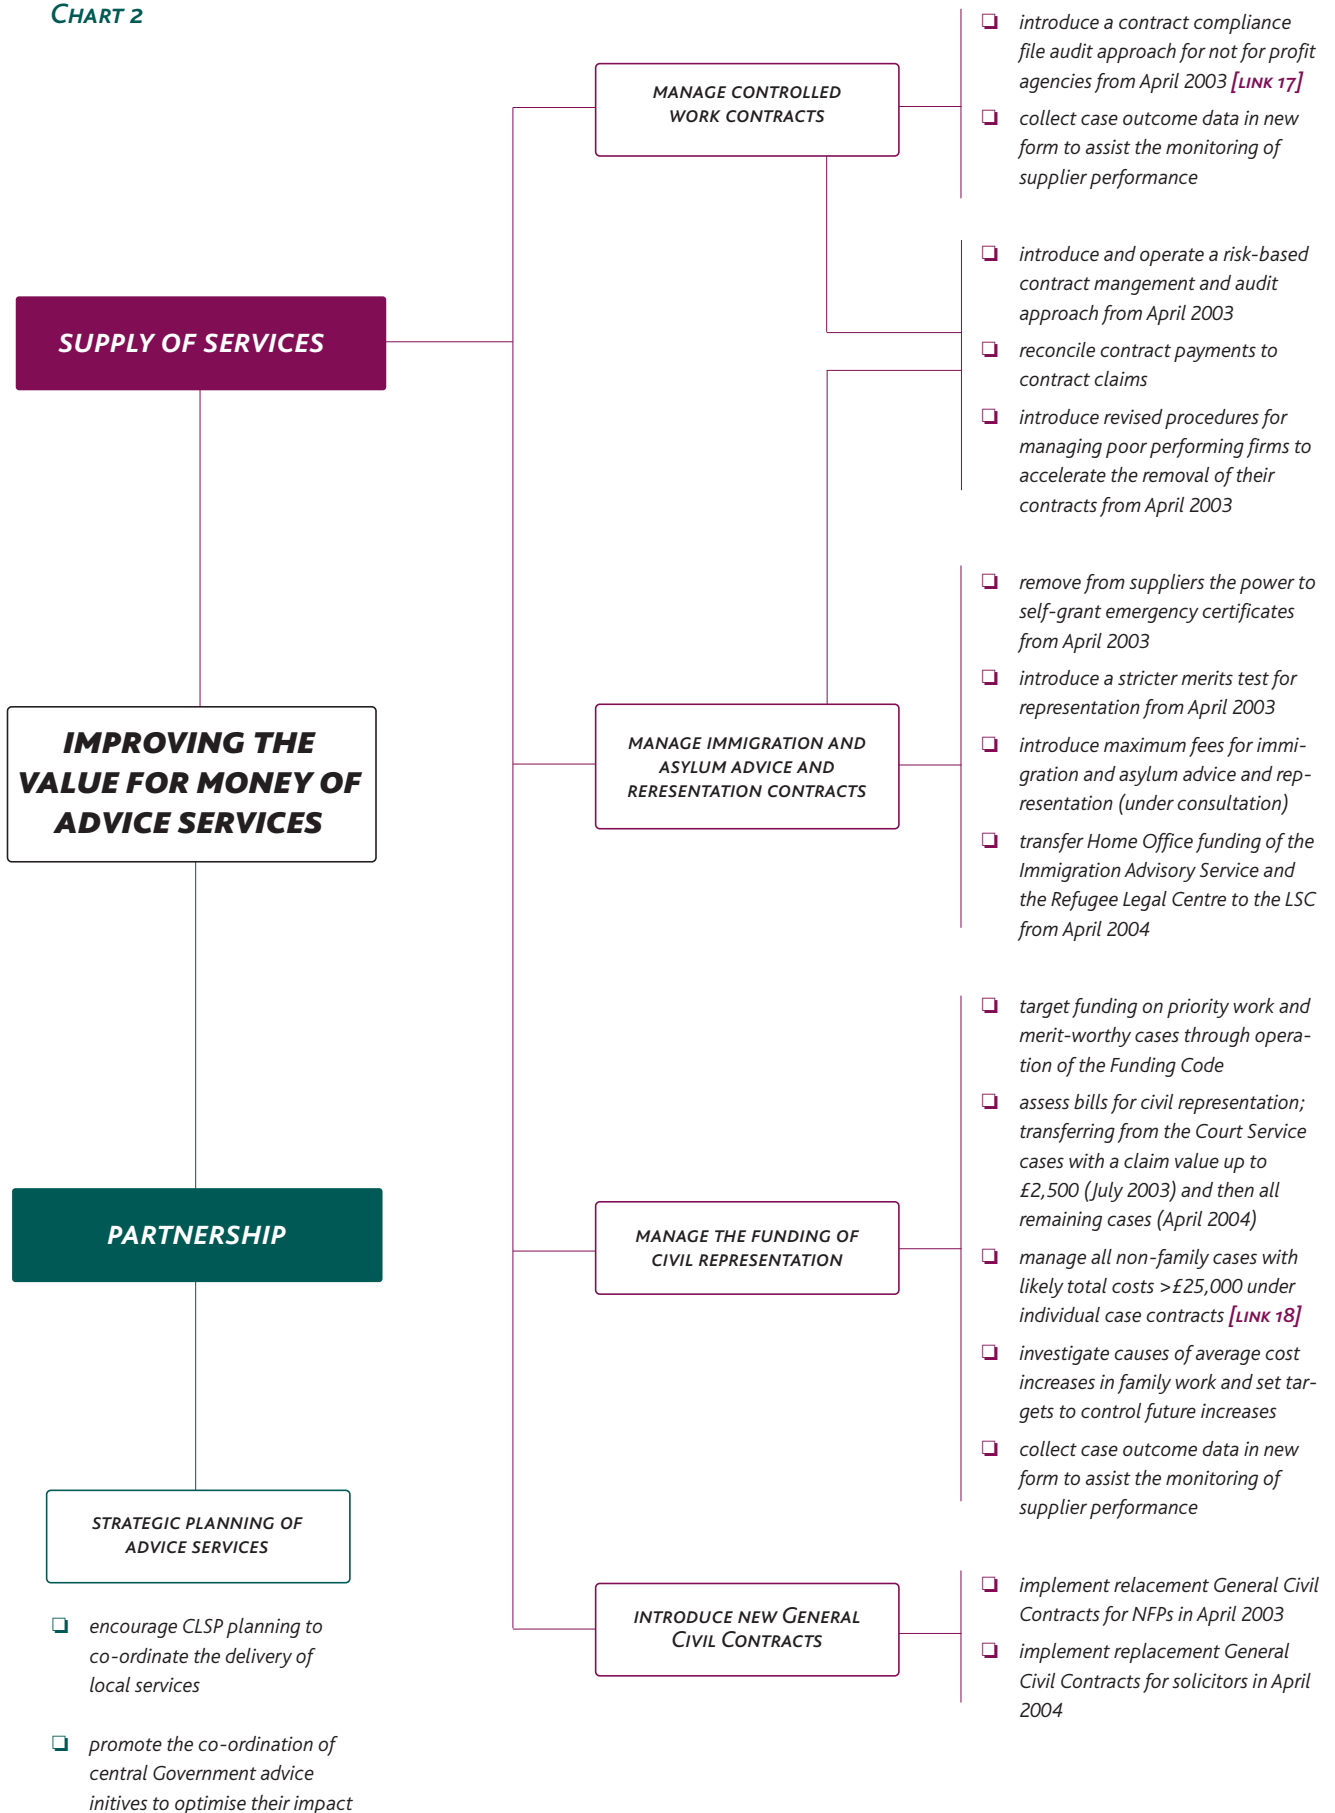 CHART 2
SUPPLY OF SERVICES
IMPROVING THE
VALUE FOR MONEY OF
ADVICE SERVICES
PARTNERSHIP
STRATEGIC PLANNING OF
ADVICE SERVICES
❏ encourage CLSP planning to
co-ordinate the delivery of
local services
❏ promote the co-ordination of
central Government advice
initives to optimise their impact
MANAGE CONTROLLED
WORK CONTRACTS
❏ introduce a contract compliance
file audit approach for not for profit
agencies from April 2003 [LINK 17]
❏ collect case outcome data in new
form to assist the monitoring of
supplier performance
❏ introduce and operate a risk-based
contract mangement and audit
approach from April 2003
❏ reconcile contract payments to
contract claims
❏ introduce revised procedures for
managing poor performing firms to
accelerate the removal of their
contracts from April 2003
MANAGE IMMIGRATION AND
ASYLUM ADVICE AND
RERESENTATION CONTRACTS
❏ remove from suppliers the power to
self-grant emergency certificates
from April 2003
❏ introduce a stricter merits test for
representation from April 2003
❏ introduce maximum fees for immi-
gration and asylum advice and rep-
resentation (under consultation)
❏ transfer Home Office funding of the
Immigration Advisory Service and
the Refugee Legal Centre to the LSC
from April 2004
MANAGE THE FUNDING OF
CIVIL REPRESENTATION
❏ target funding on priority work and
merit-worthy cases through opera-
tion of the Funding Code
❏ assess bills for civil representation;
transferring from the Court Service
cases with a claim value up to
£2,500 (July 2003) and then all
remaining cases (April 2004)
❏ manage all non-family cases with
likely total costs >£25,000 under
individual case contracts [LINK 18]
❏ investigate causes of average cost
increases in family work and set tar-
gets to control future increases
❏ collect case outcome data in new
form to assist the monitoring of
supplier performance
INTRODUCE NEW GENERAL
CIVIL CONTRACTS
❏ implement relacement General Civil
Contracts for NFPs in April 2003
❏ implement replacement General
Civil Contracts for solicitors in April
2004